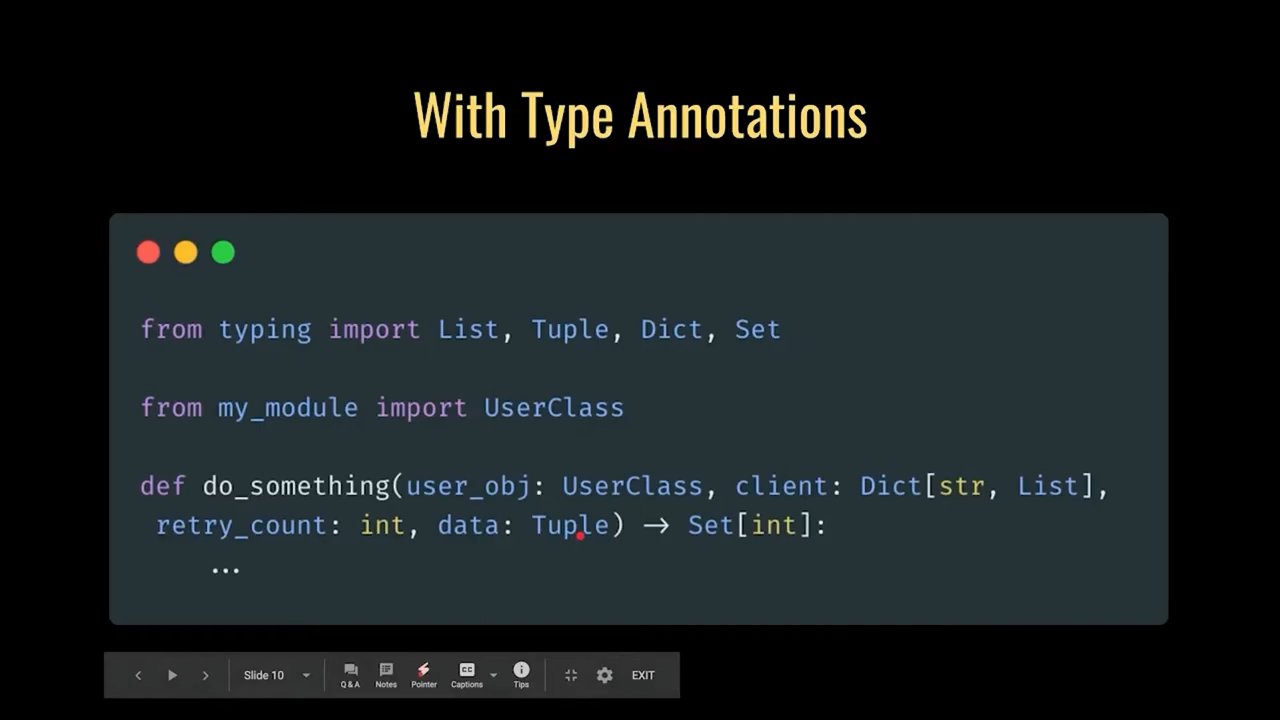 With Type Annotations
from typing import List, Tuple, Dict, Set
from my_module import UserClass
def do_something(user_obj: UserClass, client: Dict[str, List],
retry_count: int, data: Tuple) → Set[int]:
...
Slide 10
Q & A Notes Pointer Captions Tips EXIT